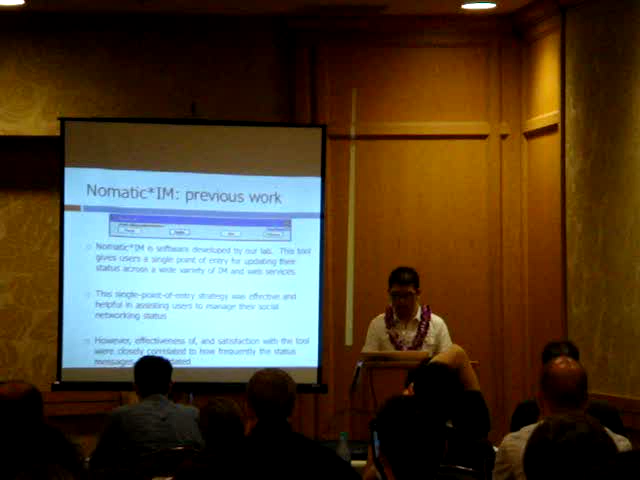 Nomatic*IM: previous work
Nomatic*IM is software developed by our lab. This tool
gives users a single point of entry for updating their
status across a wide variety of IM and web services.
This single-point-of-entry strategy was effective and
helpful in assisting users to manage their social
networking status
However, effectiveness of, and satisfaction with the tool
were closely correlated to how frequently the status
messages